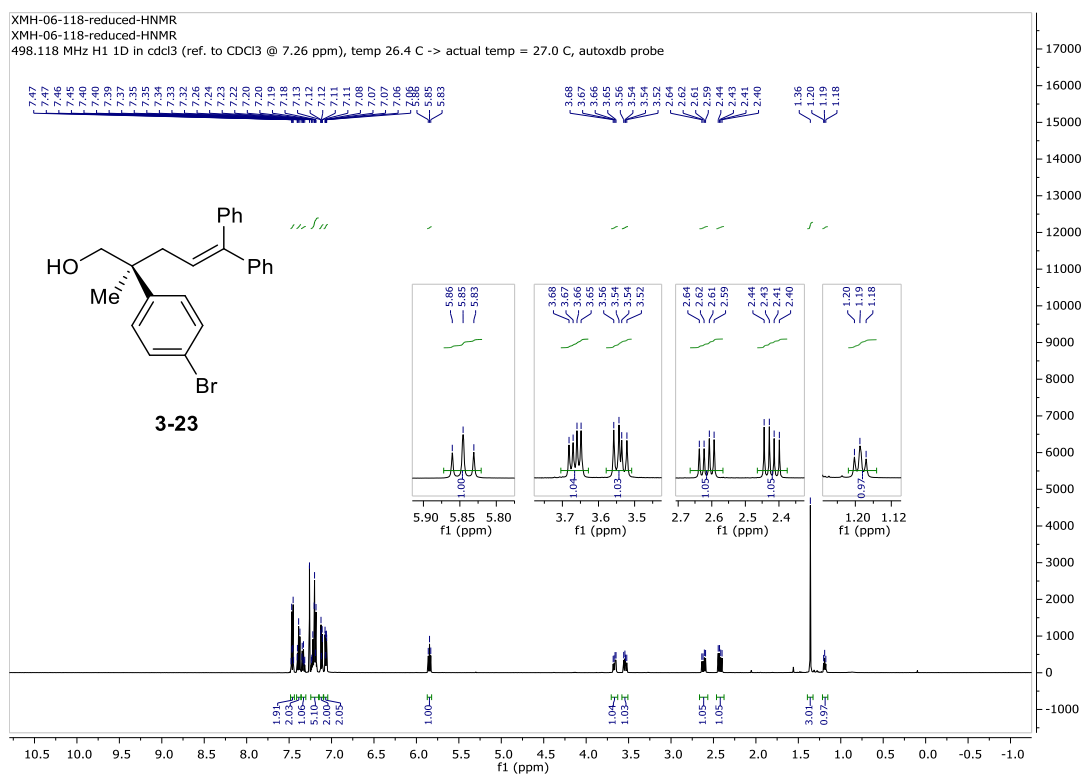 XMH-06-118-reduced-HNMR
XMH-06-118-reduced-HNMR
498.118 MHz H1 1D in cdcl3 (ref. to CDCl3 @ 7.26 ppm), temp 26.4 C -> actual temp = 27.0 C, autoxdb probe
7.47 7.47 7.46 7.45 7.40 7.40 7.39 7.37 7.35 7.35 7.34 7.33 7.32 7.26 7.24 7.23 7.22 7.20 7.20 7.19 7.18 7.13 7.12 7.12 7.11 7.11 7.08 7.07 7.07 7.06 7.06 5.86 5.85 5.83 3.68 3.67 3.66 3.65 3.56 3.54 3.54 3.52 2.64 2.62 2.61 2.59 2.44 2.43 2.41 2.40 1.36 1.20 1.19 1.18
Ph
Ph
HO
Me
Br
3-23
5.86 5.85 5.83
1.00
5.90 5.85 5.80
f1 (ppm)
3.68 3.67 3.66 3.65 3.56 3.54 3.54 3.52
1.04 1.03
3.7 3.6 3.5
f1 (ppm)
2.64 2.62 2.61 2.59 2.44 2.43 2.41 2.40
1.05 1.05
2.7 2.6 2.5 2.4
f1 (ppm)
1.20 1.19 1.18
0.97
1.20 1.12
f1 (ppm)
17000
16000
15000
14000
13000
12000
11000
10000
9000
8000
7000
6000
5000
4000
3000
2000
1000
0
-1000
1.91 2.03 1.06 5.10 2.00 2.05 1.00 1.04 1.03 1.05 1.05 3.01 0.97
10.5 10.0 9.5 9.0 8.5 8.0 7.5 7.0 6.5 6.0 5.5 5.0 4.5 4.0 3.5 3.0 2.5 2.0 1.5 1.0 0.5 0.0 -0.5 -1.0
f1 (ppm)